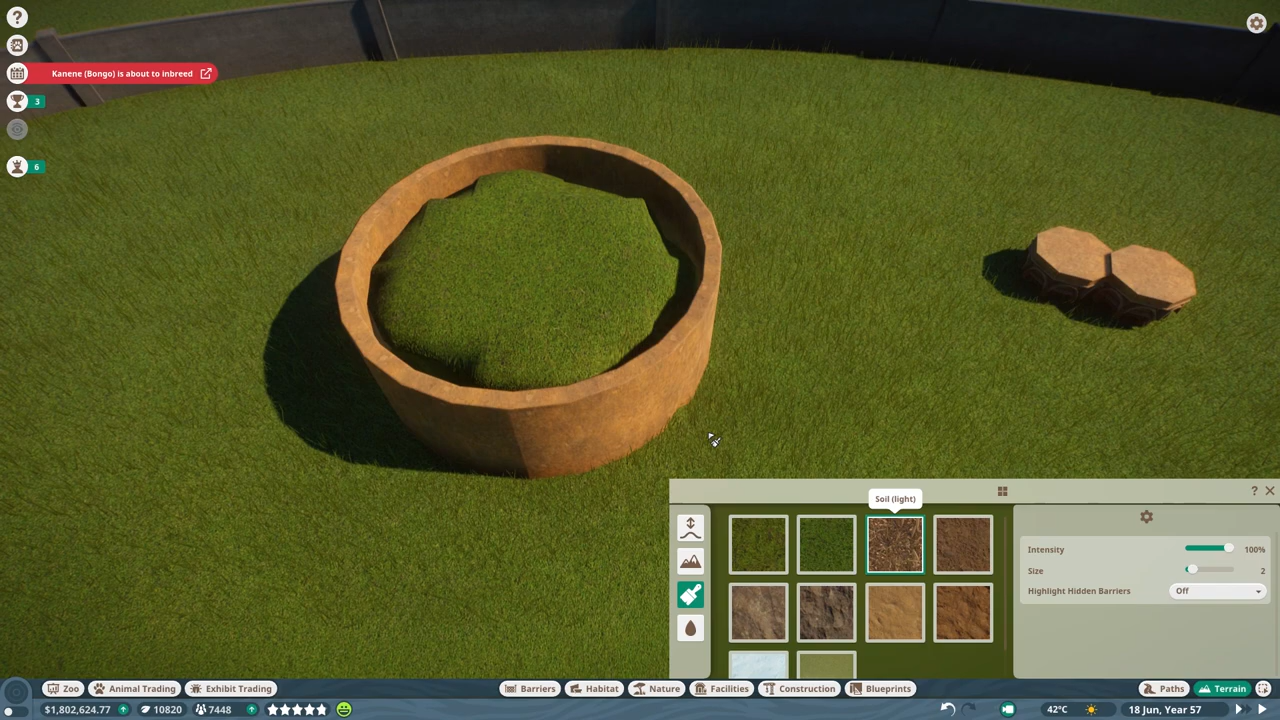 ?
Kanene (Bongo) is about to inbreed
3
6
Soil (light)
?
Intensity 100%
Size 2
Highlight Hidden Barriers Off
Zoo Animal Trading Exhibit Trading Barriers Habitat Nature Facilities Construction Blueprints Paths Terrain
$1,802,624.77 10820 7448 42°C 18 Jun, Year 57